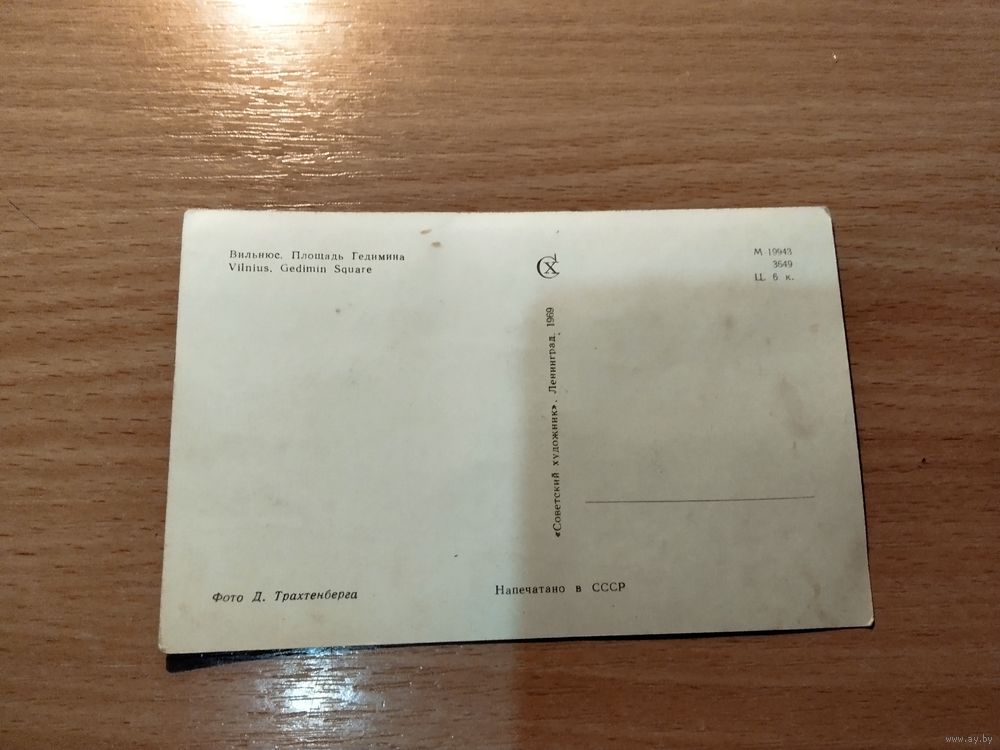 Вильнюс. Площадь Гедимина
Vilnius. Gedimin Square
М 19943
3649
Ц. 6 к.
«Советский художник». Ленинград. 1969
Фото Д. Трахтенберга
Напечатано в СССР
www.ay.by